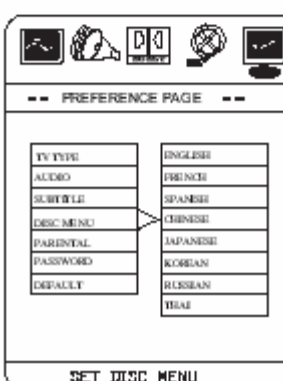 -- PREFERENCE PAGE --
TV TYPE
AUDIO
SUBTITLE
DISC MENU
PARENTAL
PASSWORD
DEFAULT
ENGLISH
FRENCH
SPANISH
CHINESE
JAPANESE
KOREAN
RUSSIAN
THAI
SET DISC MENU